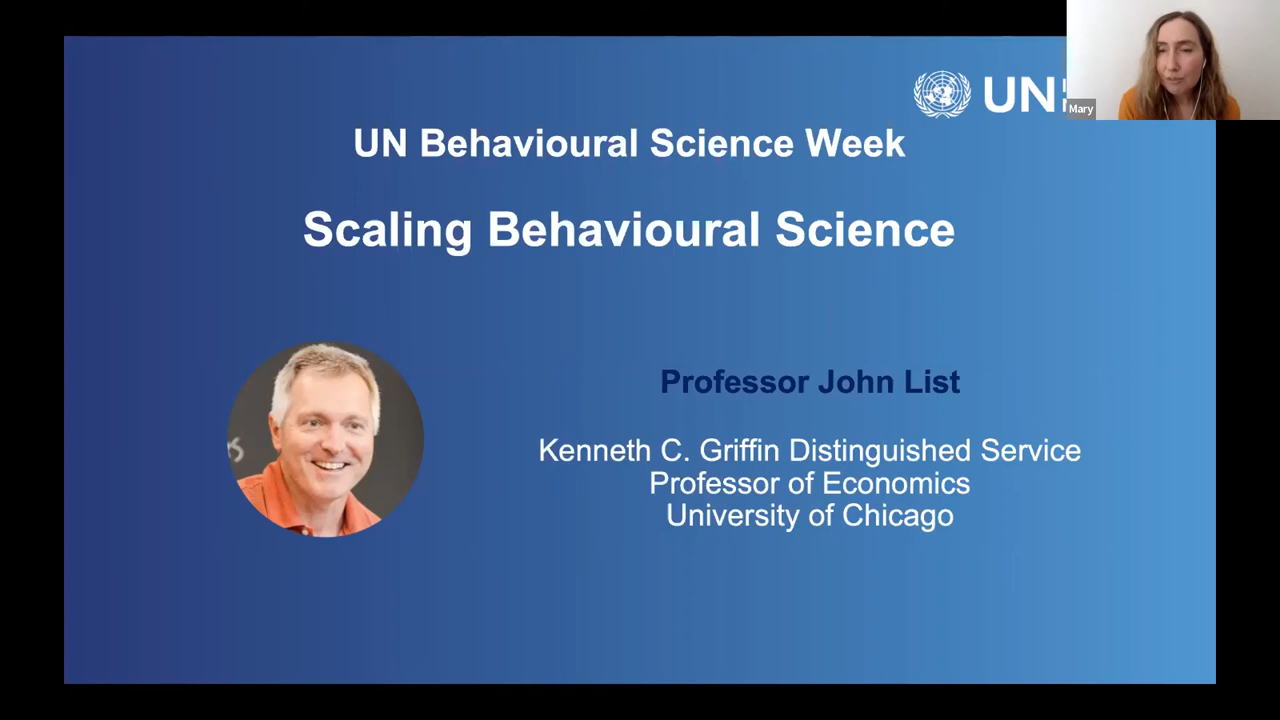 UN
Mary
UN Behavioural Science Week
Scaling Behavioural Science
Professor John List
Kenneth C. Griffin Distinguished Service
Professor of Economics
University of Chicago